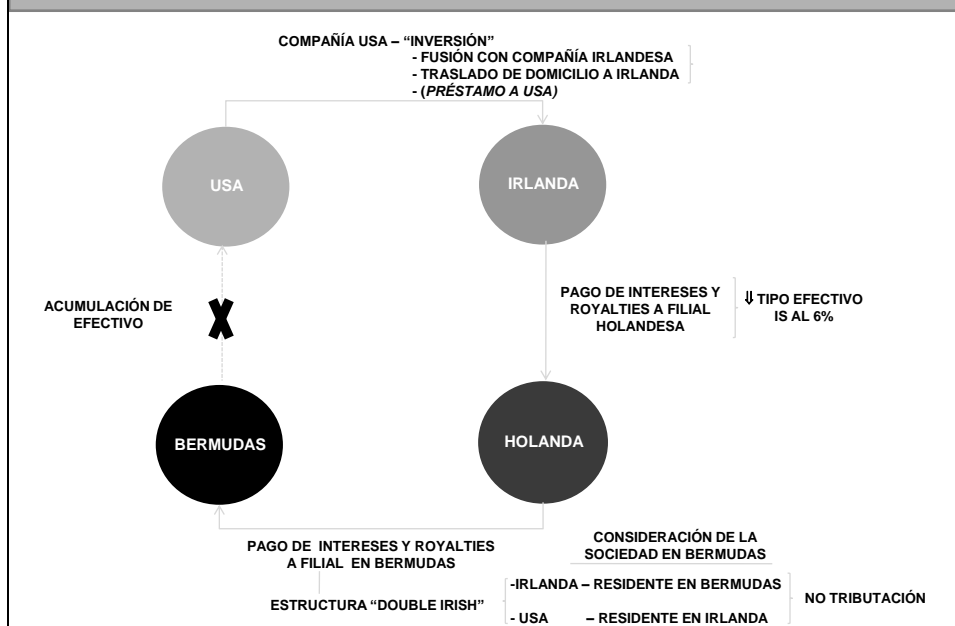 COMPAÑÍA USA – “INVERSIÓN”
- FUSIÓN CON COMPAÑÍA IRLANDESA
- TRASLADO DE DOMICILIO A IRLANDA
- (PRÉSTAMO A USA)
USA
IRLANDA
PAGO DE INTERESES Y
ROYALTIES A FILIAL
HOLANDESA
⇓ TIPO EFECTIVO
IS AL 6%
ACUMULACIÓN DE
EFECTIVO
X
BERMUDAS
HOLANDA
PAGO DE INTERESES Y ROYALTIES
A FILIAL EN BERMUDAS
ESTRUCTURA “DOUBLE IRISH”
CONSIDERACIÓN DE LA
SOCIEDAD EN BERMUDAS
-IRLANDA – RESIDENTE EN BERMUDAS
- USA – RESIDENTE EN IRLANDA
NO TRIBUTACIÓN